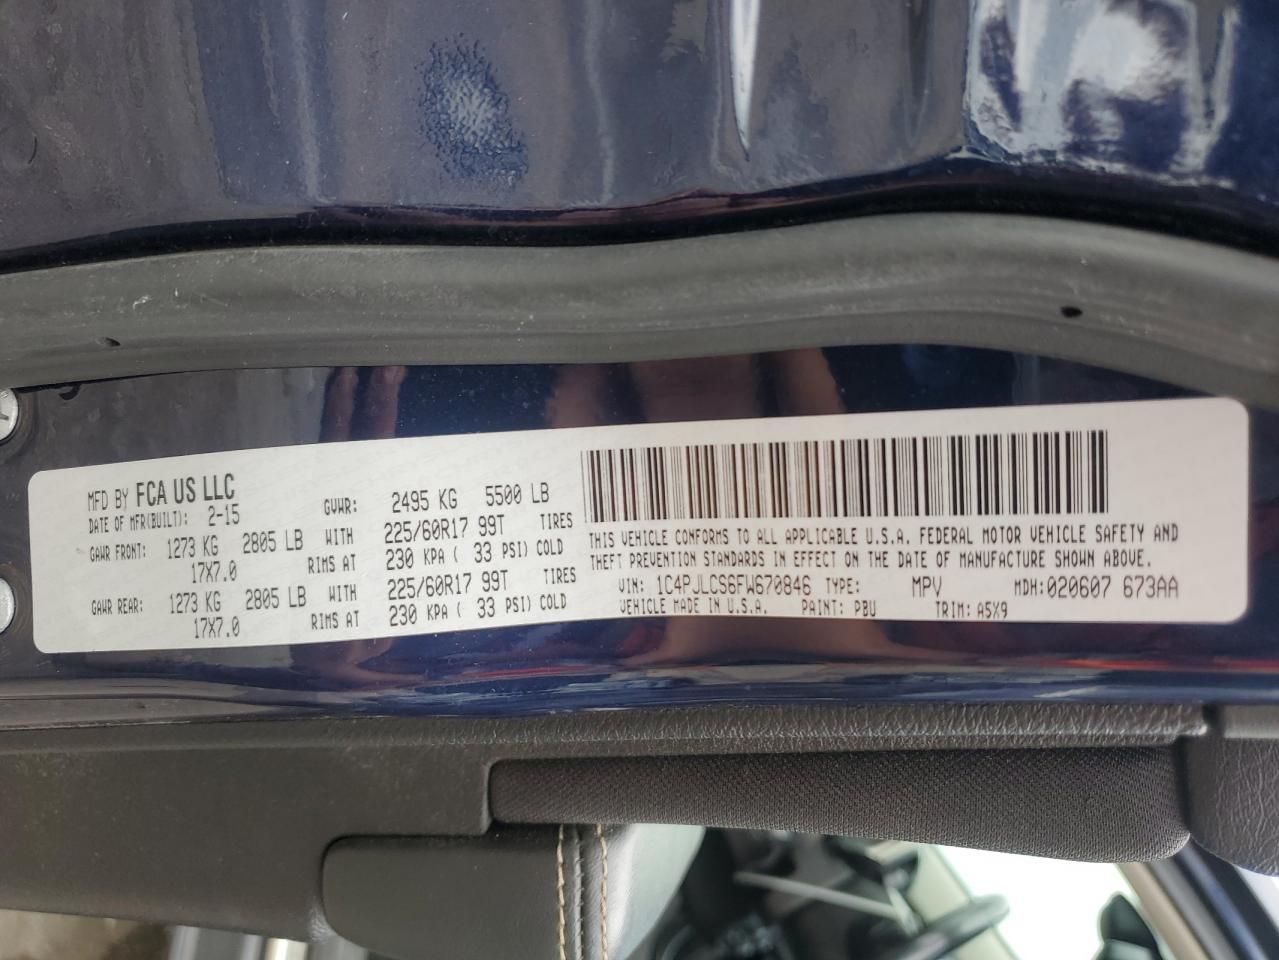 MFD BY FCA US LLC
DATE OF MFR(BUILT): 2-15 GVWR: 2495 KG 5500 LB
GAWR FRONT: 1273 KG 2805 LB WITH 225/60R17 99T TIRES
17X7.0 RIMS AT 230 KPA ( 33 PSI) COLD
GAWR REAR: 1273 KG 2805 LB WITH 225/60R17 99T TIRES
17X7.0 RIMS AT 230 KPA ( 33 PSI) COLD
THIS VEHICLE CONFORMS TO ALL APPLICABLE U.S.A. FEDERAL MOTOR VEHICLE SAFETY AND
THEFT PREVENTION STANDARDS IN EFFECT ON THE DATE OF MANUFACTURE SHOWN ABOVE.
VIN: 1C4PJLCS6FW670846 TYPE: MPV MDH:020607 673AA
VEHICLE MADE IN U.S.A. PAINT: PBU TRIM: A5X9